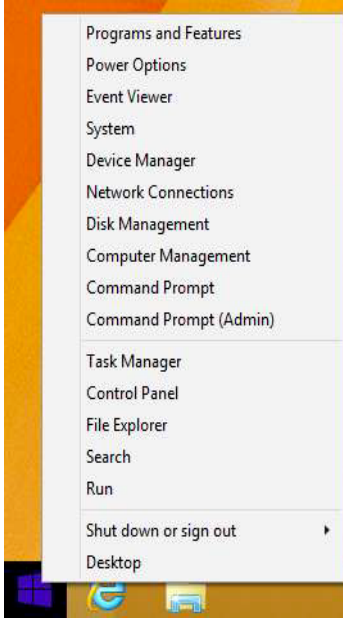 Programs and Features
Power Options
Event Viewer
System
Device Manager
Network Connections
Disk Management
Computer Management
Command Prompt
Command Prompt (Admin)
Task Manager
Control Panel
File Explorer
Search
Run
Shut down or sign out
Desktop